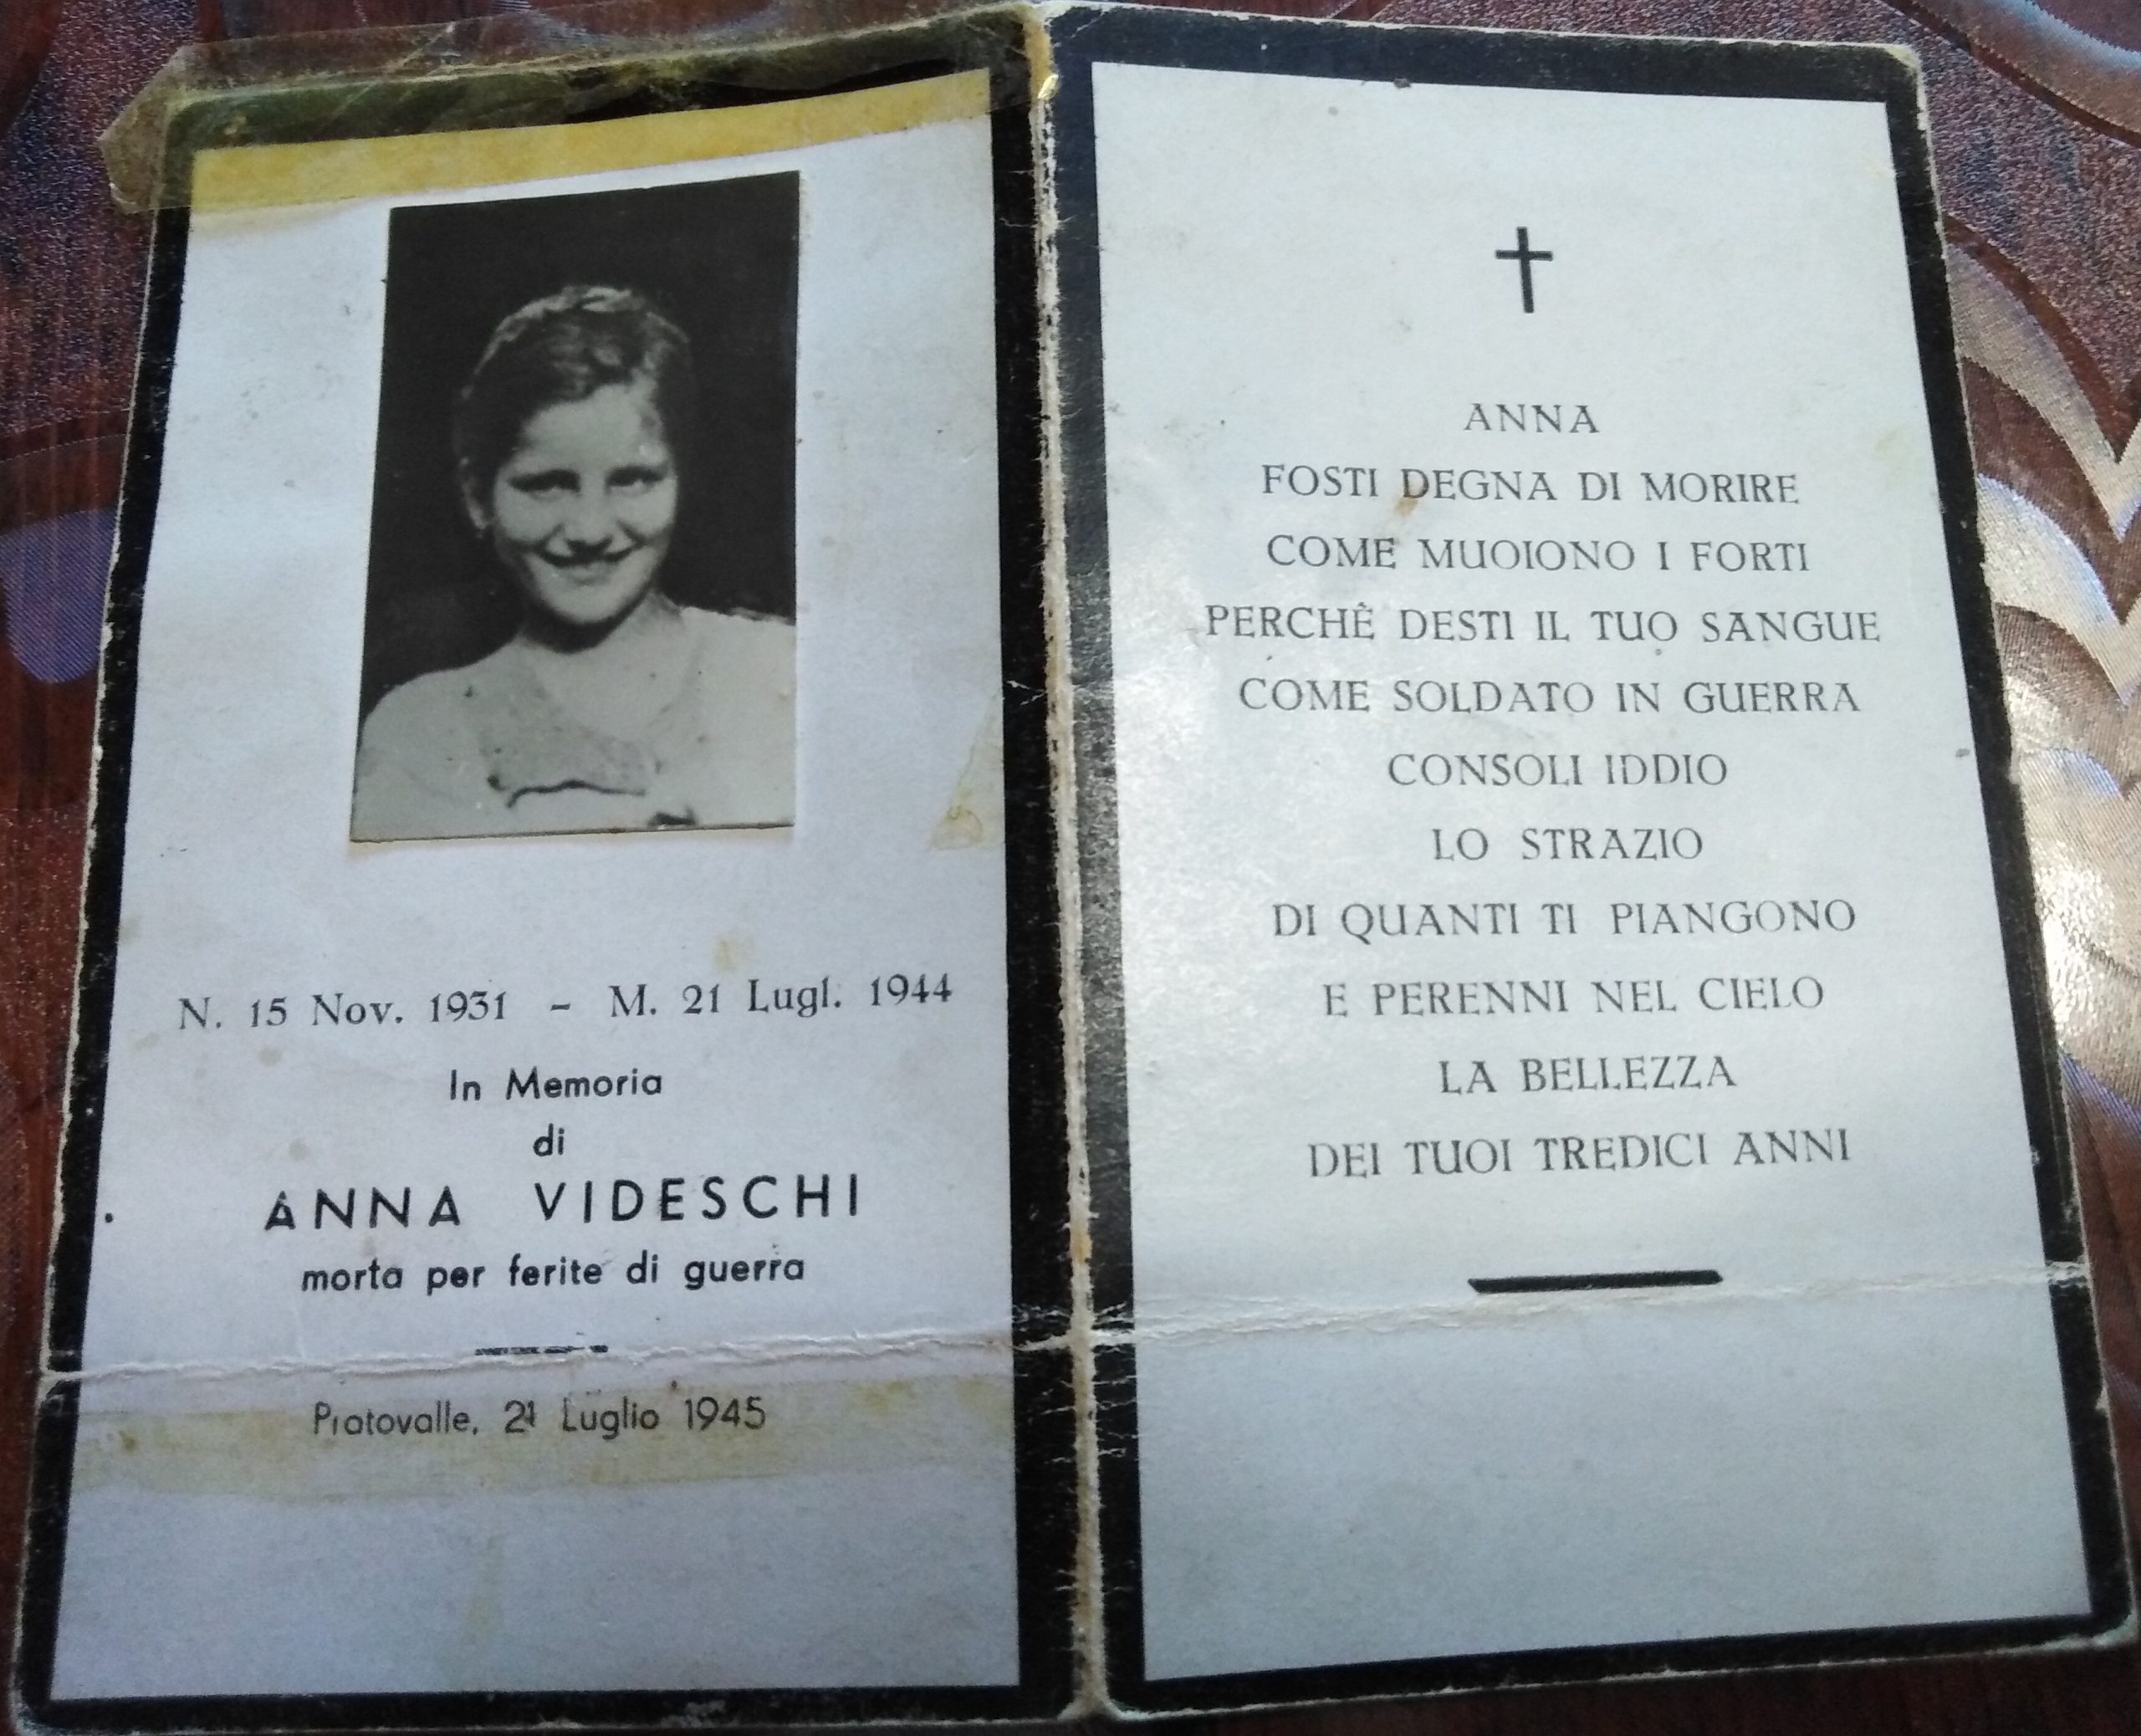 N. 15 Nov. 1931 - M. 21 Lugl. 1944
In Memoria
di
ANNA VIDESCHI
morta per ferite di guerra
Pratovalle, 21 Luglio 1945
ANNA
FOSTI DEGNA DI MORIRE
COME MUOIONO I FORTI
PERCHÈ DESTI IL TUO SANGUE
COME SOLDATO IN GUERRA
CONSOLI IDDIO
LO STRAZIO
DI QUANTI TI PIANGONO
E PERENNI NEL CIELO
LA BELLEZZA
DEI TUOI TREDICI ANNI